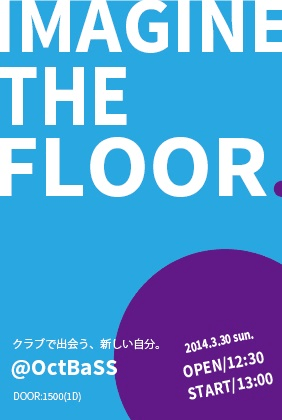 IMAGINE
THE
FLOOR.
クラブで出会う、新しい自分。
@OctBaSS
DOOR:1500(1D)
2014.3.30 sun.
OPEN/12:30
START/13:00